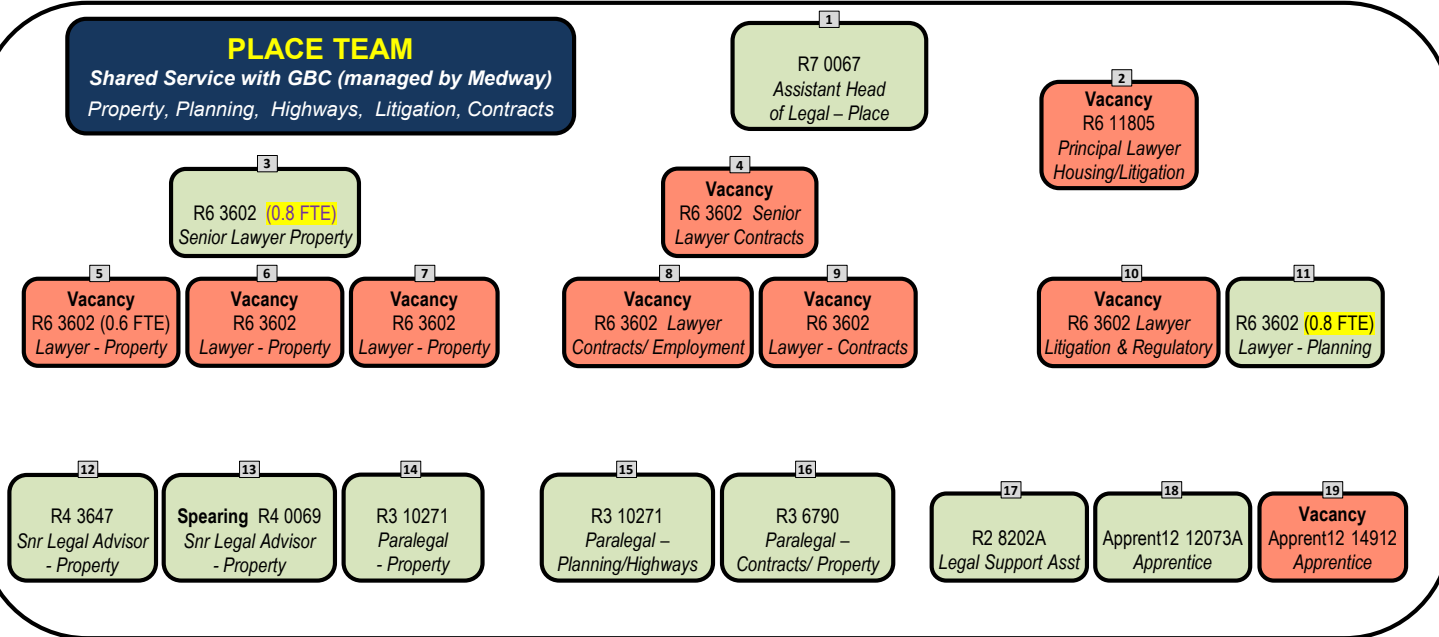 PLACE TEAM
Shared Service with GBC (managed by Medway)
Property, Planning, Highways, Litigation, Contracts
1
R7 0067
Assistant Head
of Legal – Place
2
Vacancy
R6 11805
Principal Lawyer
Housing/Litigation
3
R6 3602 (0.8 FTE)
Senior Lawyer Property
4
Vacancy
R6 3602 Senior
Lawyer Contracts
5
Vacancy
R6 3602 (0.6 FTE)
Lawyer - Property
6
Vacancy
R6 3602
Lawyer - Property
7
Vacancy
R6 3602
Lawyer - Property
8
Vacancy
R6 3602 Lawyer
Contracts/ Employment
9
Vacancy
R6 3602
Lawyer - Contracts
10
Vacancy
R6 3602 Lawyer
Litigation & Regulatory
11
R6 3602 (0.8 FTE)
Lawyer - Planning
12
R4 3647
Snr Legal Advisor
- Property
13
Spearing R4 0069
Snr Legal Advisor
- Property
14
R3 10271
Paralegal
- Property
15
R3 10271
Paralegal –
Planning/Highways
16
R3 6790
Paralegal –
Contracts/ Property
17
R2 8202A
Legal Support Asst
18
Apprent12 12073A
Apprentice
19
Vacancy
Apprent12 14912
Apprentice